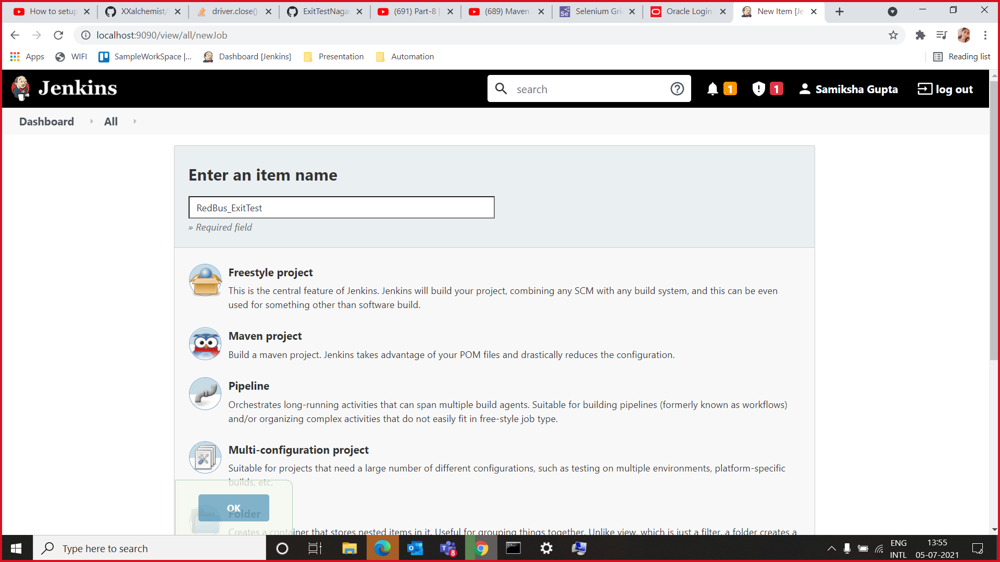 How to setup
XXalchemist/
driver.close()
ExitTestNagar
(691) Part-8 |
(689) Maven
Selenium Gri
Oracle Login
New Item [Je
localhost:9090/view/all/newJob
Apps
WIFI
SampleWorkSpace |...
Dashboard [Jenkins]
Presentation
Automation
Reading list
Jenkins
search
1
1
Samiksha Gupta
log out
Dashboard
All
Enter an item name
RedBus_ExitTest
» Required field
Freestyle project
This is the central feature of Jenkins. Jenkins will build your project, combining any SCM with any build system, and this can be even
used for something other than software build.
Maven project
Build a maven project. Jenkins takes advantage of your POM files and drastically reduces the configuration.
Pipeline
Orchestrates long-running activities that can span multiple build agents. Suitable for building pipelines (formerly known as workflows)
and/or organizing complex activities that do not easily fit in free-style job type.
Multi-configuration project
Suitable for projects that need a large number of different configurations, such as testing on multiple environments, platform-specific
builds, etc.
OK
Folder
Creates a container that stores nested items in it. Useful for grouping things together. Unlike view, which is just a filter, a folder creates a
Type here to search
8
ENG
INTL
13:55
05-07-2021